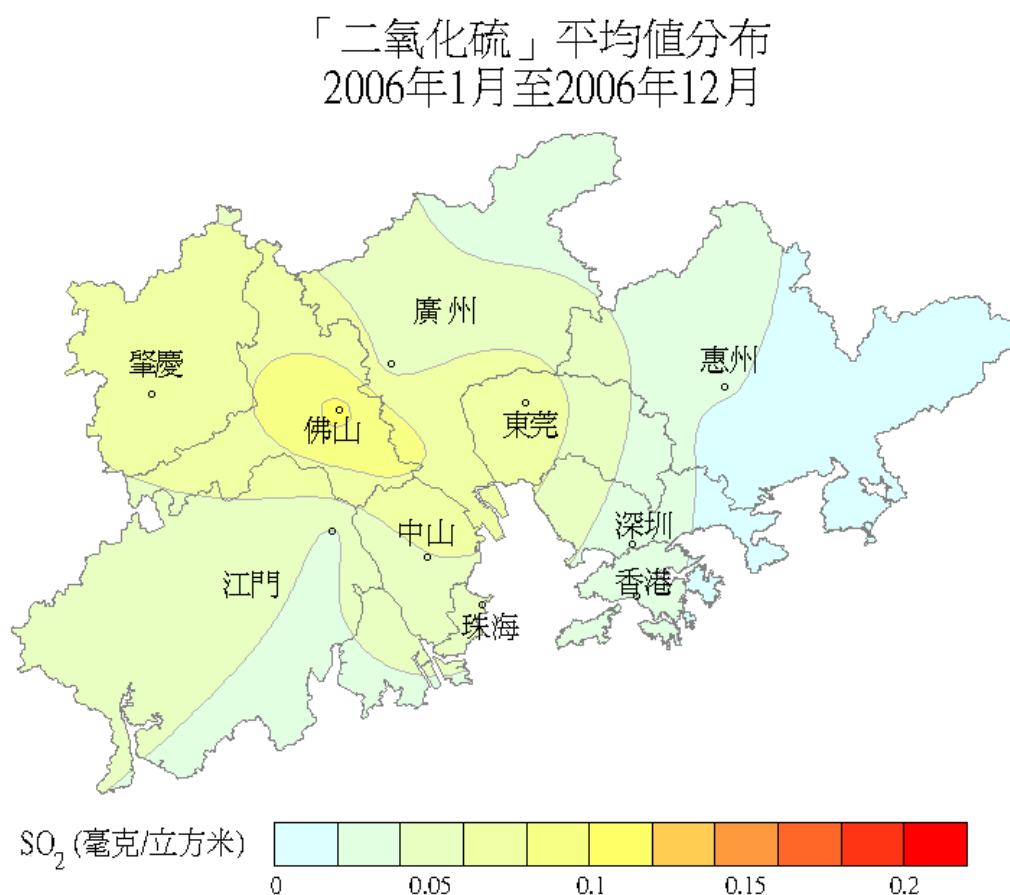 「二氧化硫」平均值分布
2006年1月至2006年12月
廣州
肇慶
惠州
佛山
東莞
中山
深圳
江門
香港
珠海
SO₂ (毫克/立方米)
0 0.05 0.1 0.15 0.2